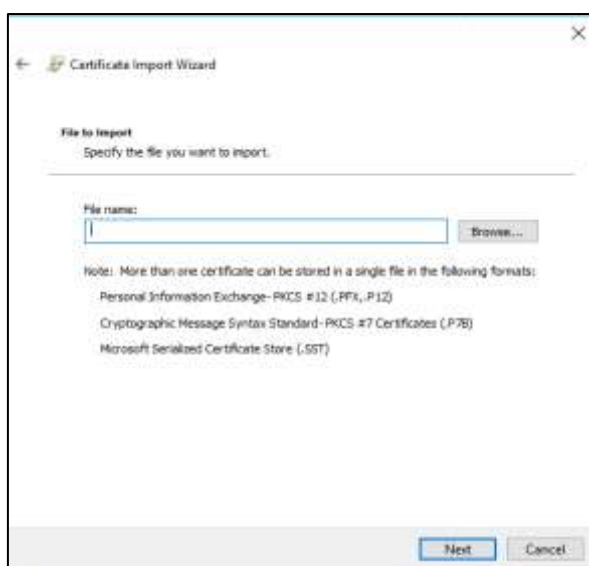 Certificate Import Wizard
File to Import
Specify the file you want to import.
File name:
Browse...
Note: More than one certificate can be stored in a single file in the following formats:
Personal Information Exchange- PKCS #12 (.PFX,.P12)
Cryptographic Message Syntax Standard- PKCS #7 Certificates (.P7B)
Microsoft Serialized Certificate Store (.SST)
Next
Cancel